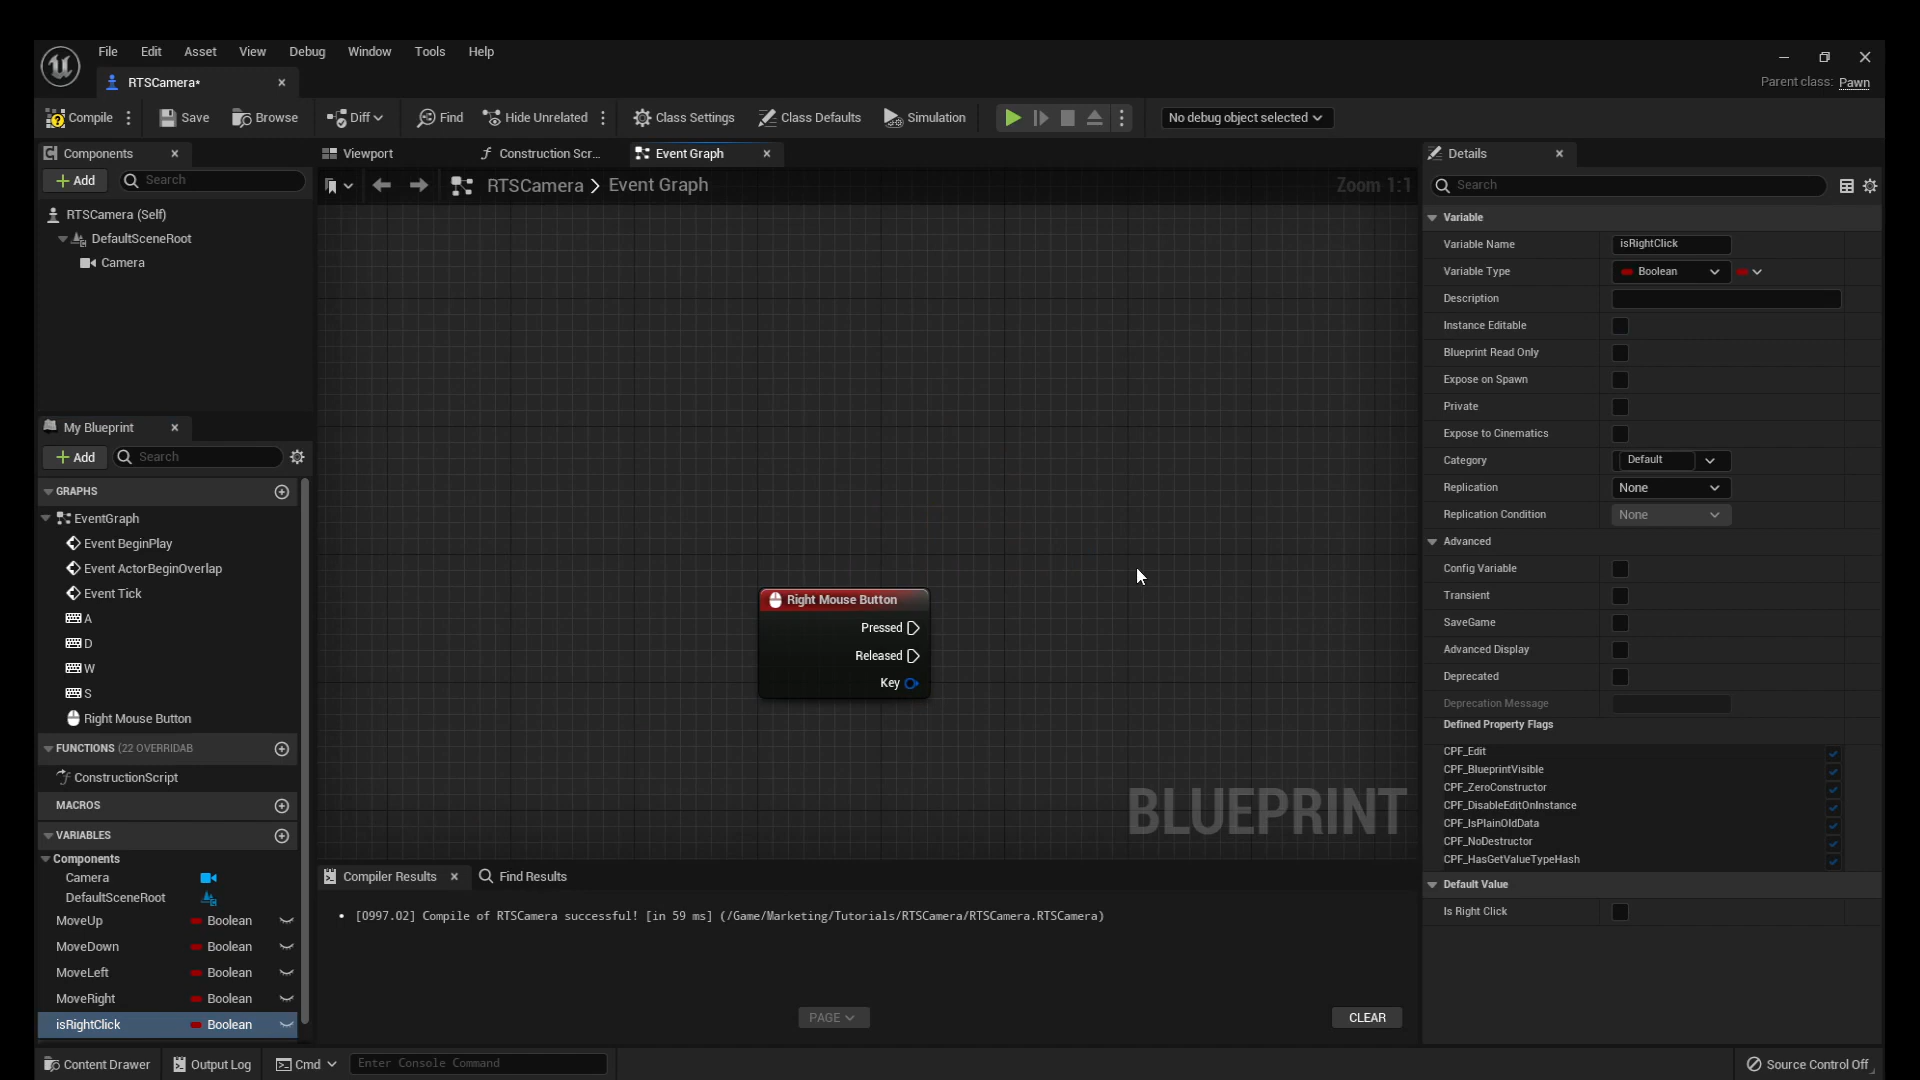 File Edit Asset View Debug Window Tools Help
RTSCamera*
Parent class: Pawn
Compile Save Browse Diff Find Hide Unrelated Class Settings Class Defaults Simulation No debug object selected
Components
Add Search
RTSCamera (Self)
DefaultSceneRoot
Camera
My Blueprint
Add Search
GRAPHS
EventGraph
Event BeginPlay
Event ActorBeginOverlap
Event Tick
A
D
W
S
Right Mouse Button
FUNCTIONS (22 OVERRIDAB
ConstructionScript
MACROS
VARIABLES
Components
Camera
DefaultSceneRoot
MoveUp Boolean
MoveDown Boolean
MoveLeft Boolean
MoveRight Boolean
isRightClick Boolean
Viewport Construction Scr... Event Graph
RTSCamera > Event Graph Zoom 1:1
Right Mouse Button
Pressed
Released
Key
BLUEPRINT
Compiler Results Find Results
• [0997.02] Compile of RTSCamera successful! [in 59 ms] (/Game/Marketing/Tutorials/RTSCamera/RTSCamera.RTSCamera)
PAGE CLEAR
Details
Search
Variable
Variable Name isRightClick
Variable Type Boolean
Description
Instance Editable
Blueprint Read Only
Expose on Spawn
Private
Expose to Cinematics
Category Default
Replication None
Replication Condition None
Advanced
Config Variable
Transient
SaveGame
Advanced Display
Deprecated
Deprecation Message
Defined Property Flags
CPF_Edit
CPF_BlueprintVisible
CPF_ZeroConstructor
CPF_DisableEditOnInstance
CPF_IsPlainOldData
CPF_NoDestructor
CPF_HasGetValueTypeHash
Default Value
Is Right Click
Content Drawer Output Log Cmd Enter Console Command Source Control Off